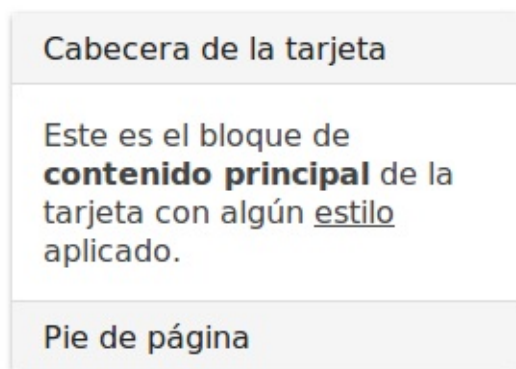 Cabecera de la tarjeta
Este es el bloque de
contenido principal de la
tarjeta con algún estilo
aplicado.
Pie de página